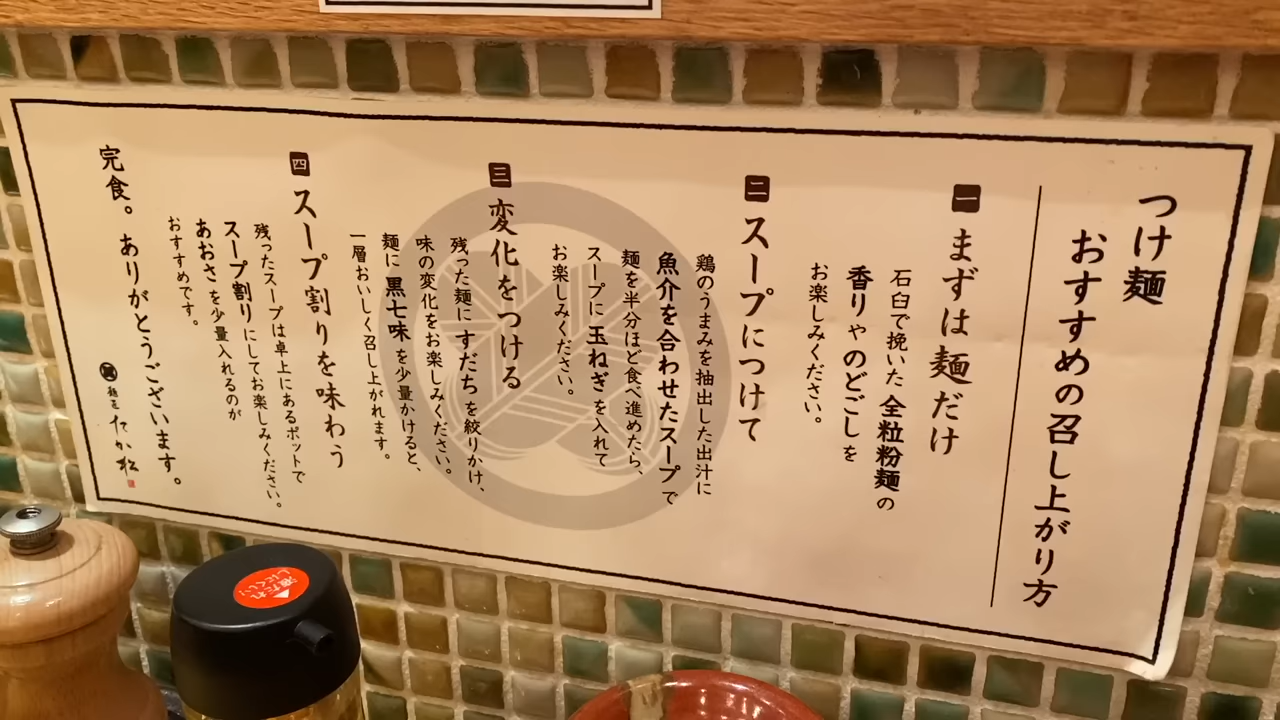 つけ麺
おすすめの召し上がり方
一 まずは麺だけ
石臼で挽いた全粒粉麺の
香りやのどごしを
お楽しみください。
二 スープにつけて
鶏のうまみを抽出した出汁に
魚介を合わせたスープで
麺を半分ほど食べ進めたら、
スープに玉ねぎを入れて
お楽しみください。
三 変化をつける
残った麺にすだちを絞りかけ、
味の変化をお楽しみください。
麺に黒七味を少量かけると、
一層おいしく召し上がれます。
四 スープ割りを味わう
残ったスープは卓上にあるポットで
スープ割りにしてお楽しみください。
あおさを少量入れるのが
おすすめです。
完食。ありがとうございます。
麺屋 たか松
液だれ
しにくい!